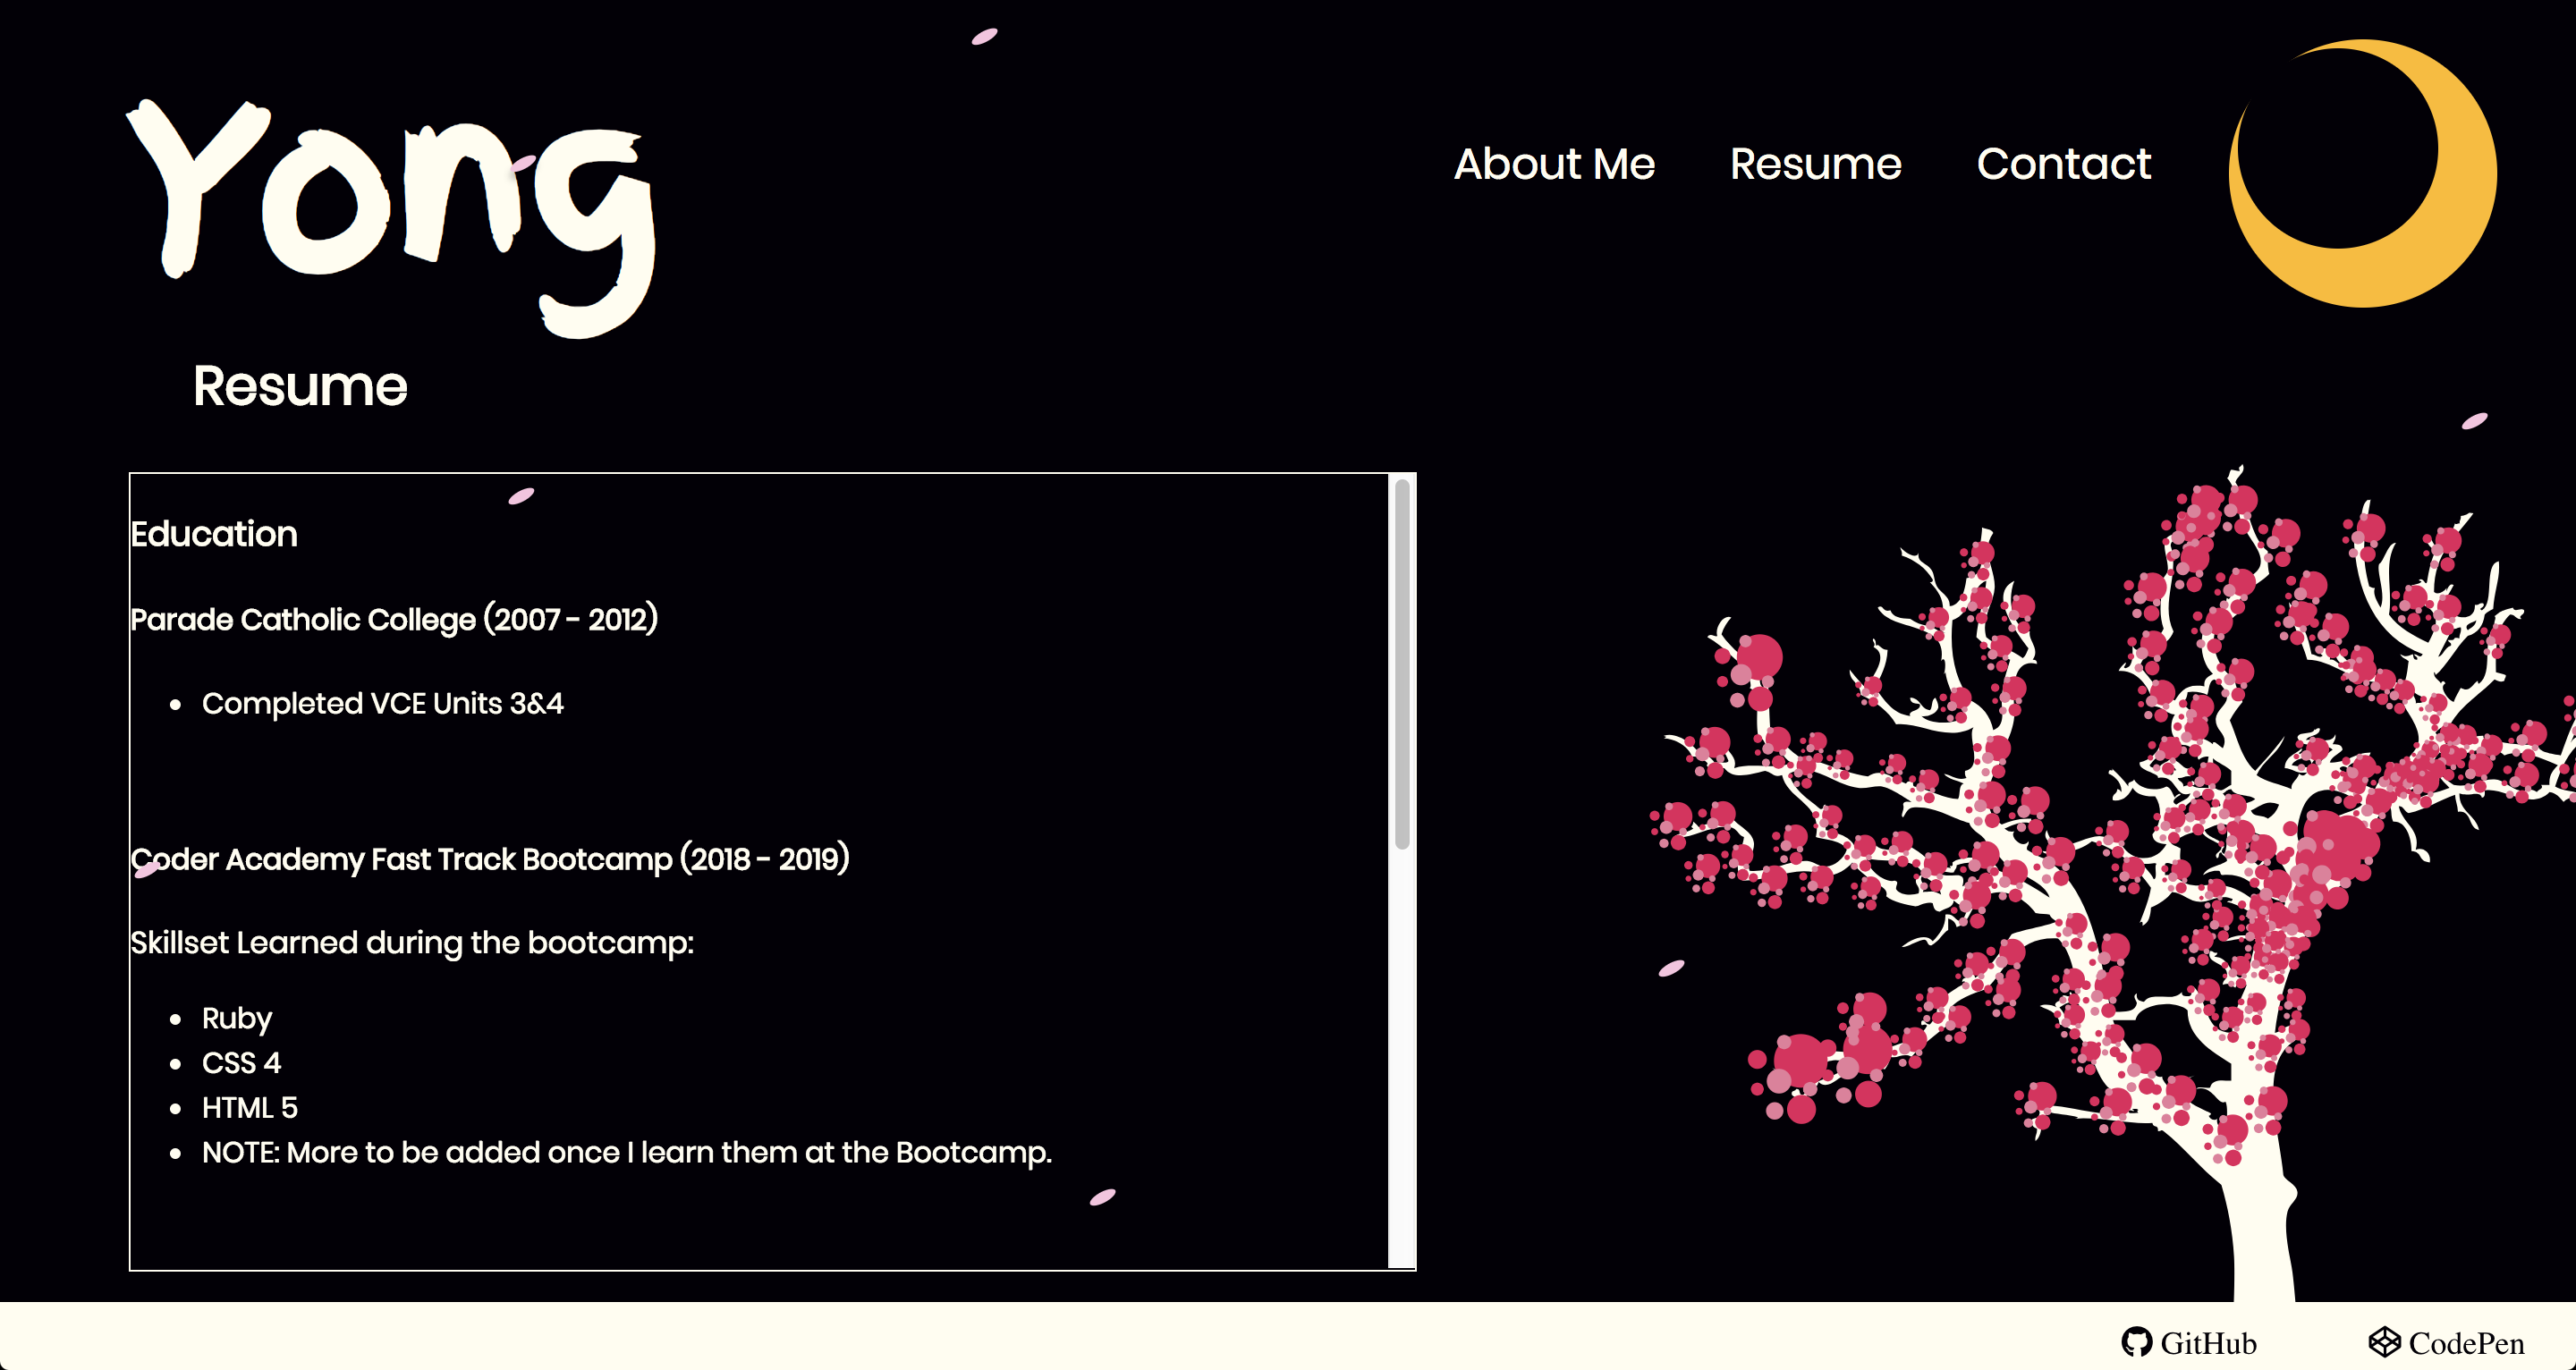 Yong
About Me Resume Contact
Resume
Education
Parade Catholic College (2007 - 2012)
Completed VCE Units 3&4
Coder Academy Fast Track Bootcamp (2018 - 2019)
Skillset Learned during the bootcamp:
Ruby
CSS 4
HTML 5
NOTE: More to be added once I learn them at the Bootcamp.
GitHub CodePen